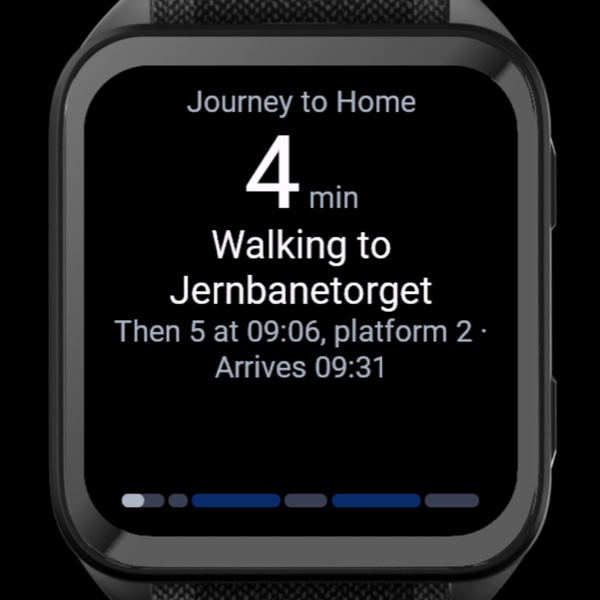 Journey to Home
4 min
Walking to
Jernbanetorget
Then 5 at 09:06, platform 2 ·
Arrives 09:31